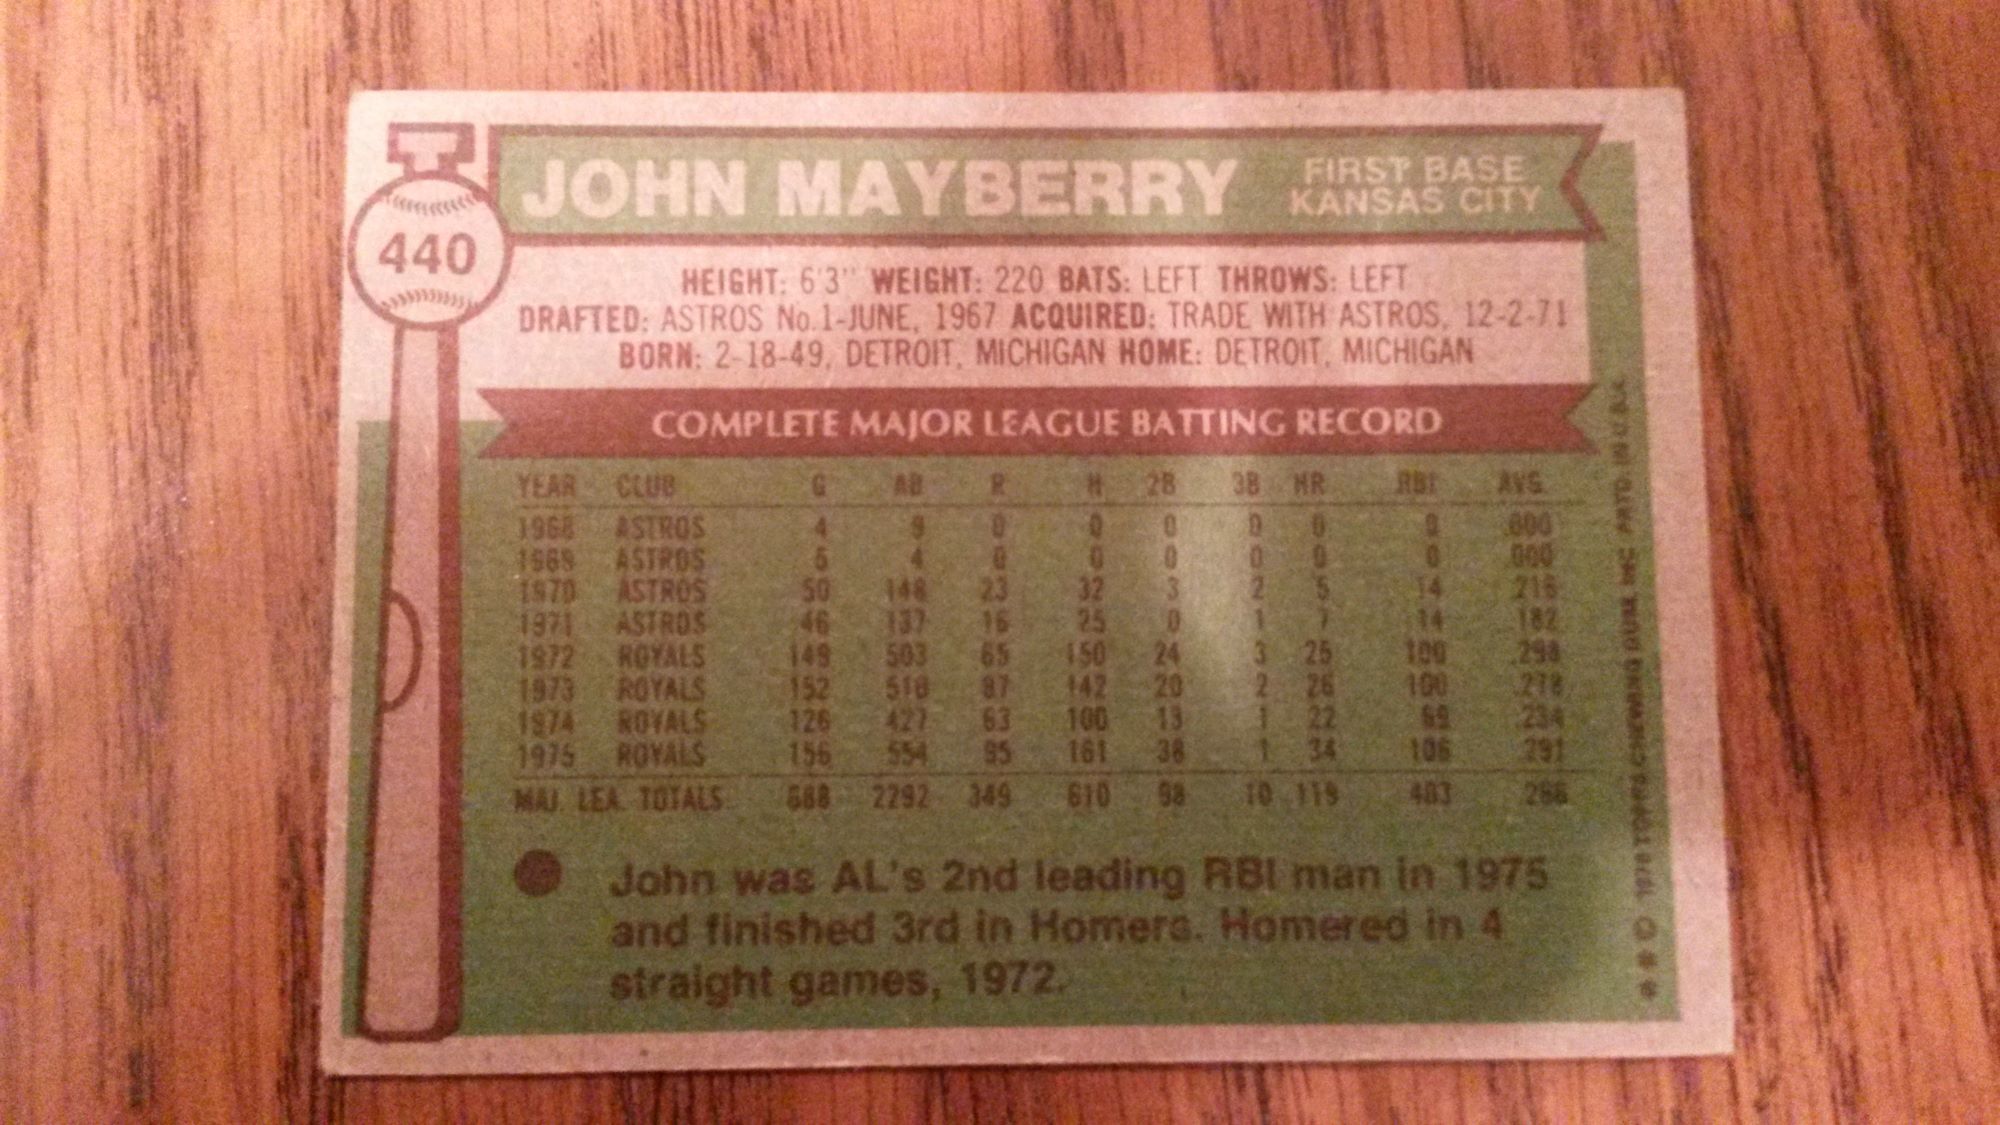 T
440
JOHN MAYBERRY
FIRST BASE
KANSAS CITY
HEIGHT: 6'3" WEIGHT: 220 BATS: LEFT THROWS: LEFT
DRAFTED: ASTROS No.1-JUNE, 1967 ACQUIRED: TRADE WITH ASTROS, 12-2-71
BORN: 2-18-49, DETROIT, MICHIGAN HOME: DETROIT, MICHIGAN
COMPLETE MAJOR LEAGUE BATTING RECORD
YEAR CLUB G AB R H 2B 3B HR RBI AVG.
1968 ASTROS 4 9 0 0 0 0 0 0 .000
1969 ASTROS 5 4 0 0 0 0 0 0 .000
1970 ASTROS 50 148 23 32 3 2 5 14 .216
1971 ASTROS 46 137 16 25 0 1 7 14 .182
1972 ROYALS 149 503 65 150 24 3 25 100 .298
1973 ROYALS 152 518 87 142 20 2 26 100 .278
1974 ROYALS 126 427 63 100 13 1 22 69 .234
1975 ROYALS 156 554 95 161 38 1 34 106 .291
MAJ. LEA. TOTALS 688 2292 349 610 98 10 119 403 .266
John was AL's 2nd leading RBI man in 1975
and finished 3rd in Homers. Homered in 4
straight games, 1972.
* * © TOPPS CHEWING GUM, INC. PRTD. IN U.S.A.